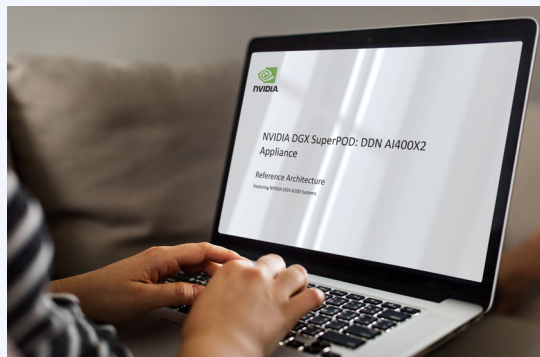 NVIDIA
NVIDIA DGX SuperPOD: DDN AI400X2
Appliance
Reference Architecture
Featuring NVIDIA DGX A100 Systems